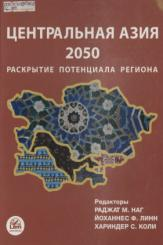 ЦЕНТРАЛЬНАЯ АЗИЯ
2050
РАСКРЫТИЕ ПОТЕНЦИАЛА РЕГИОНА
Редакторы
РАДЖАТ М. НАГ
ЙОХАННЕС Ф. ЛИНН
ХАРИНДЕР С. КОЛИ